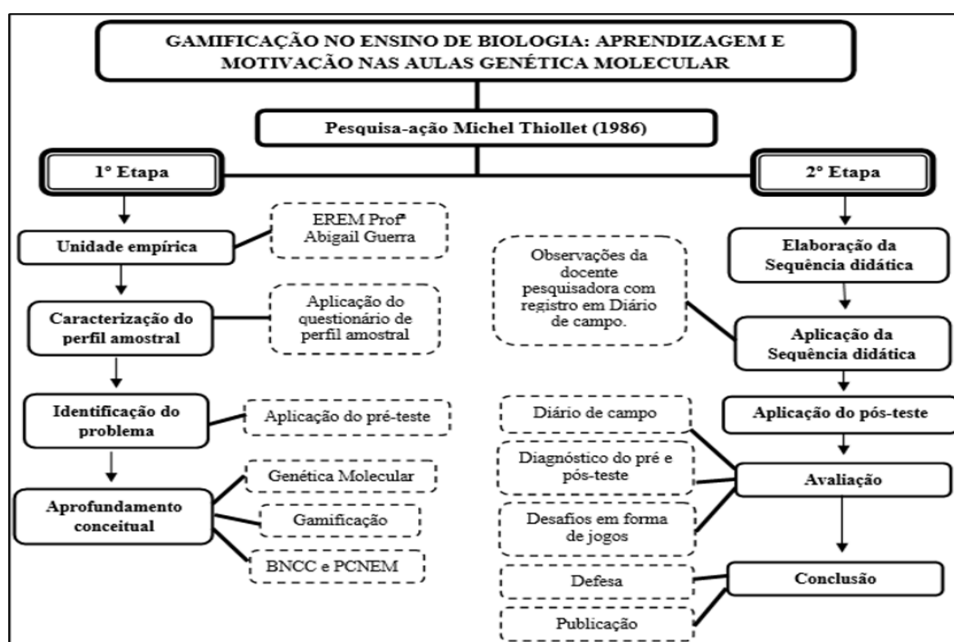 GAMIFICAÇÃO NO ENSINO DE BIOLOGIA: APRENDIZAGEM E
MOTIVAÇÃO NAS AULAS GENÉTICA MOLECULAR
Pesquisa-ação Michel Thiollet (1986)
1° Etapa
Unidade empírica
EREM Profª
Abigail Guerra
Caracterização do
perfil amostral
Aplicação do
questionário de
perfil amostral
Identificação do
problema
Aplicação do pré-teste
Aprofundamento
conceitual
Genética Molecular
Gamificação
BNCC e PCNEM
2° Etapa
Elaboração da
Sequência didática
Observações da
docente
pesquisadora com
registro em Diário
de campo.
Aplicação da
Sequência didática
Aplicação do pós-teste
Diário de campo
Diagnóstico do pré e
pós-teste
Desafios em forma
de jogos
Avaliação
Defesa
Publicação
Conclusão